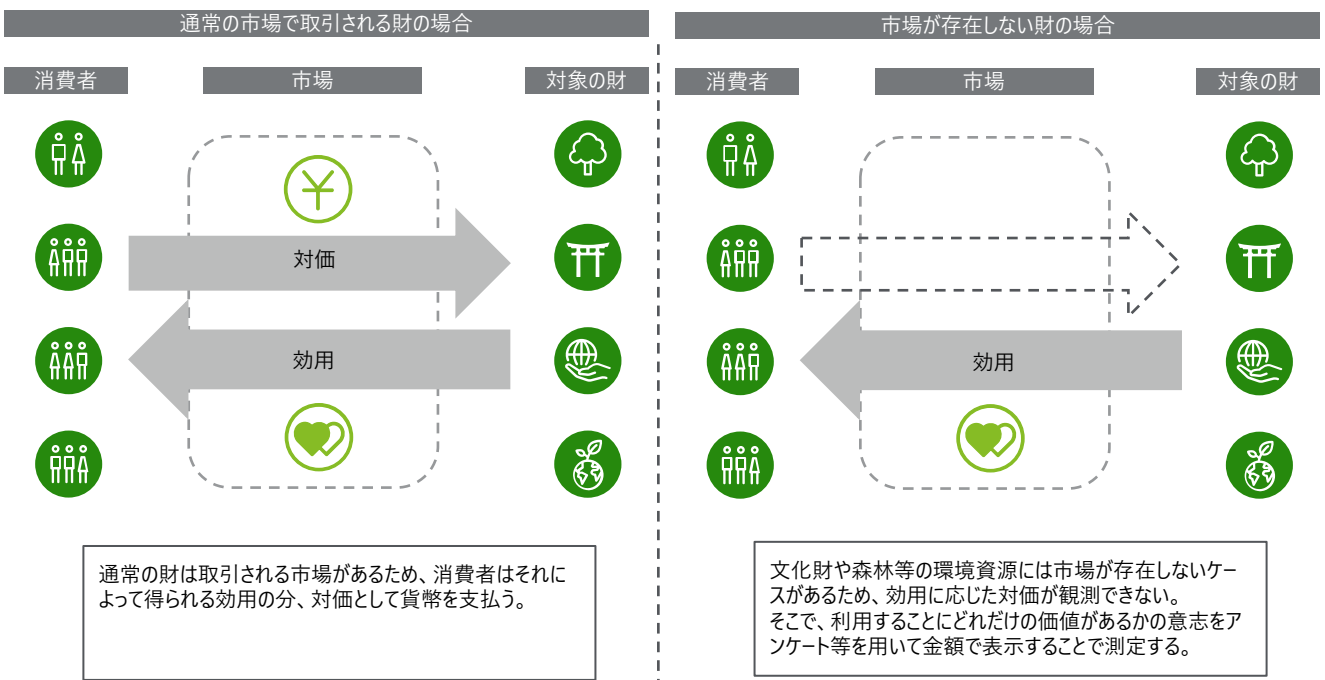 通常の市場で取引される財の場合
消費者
市場
対象の財
対価
効用
通常の財は取引される市場があるため、消費者はそれに
よって得られる効用の分、対価として貨幣を支払う。
市場が存在しない財の場合
消費者
市場
対象の財
効用
文化財や森林等の環境資源には市場が存在しないケー
スがあるため、効用に応じた対価が観測できない。
そこで、利用することにどれだけの価値があるかの意志をア
ンケート等を用いて金額で表示することで測定する。